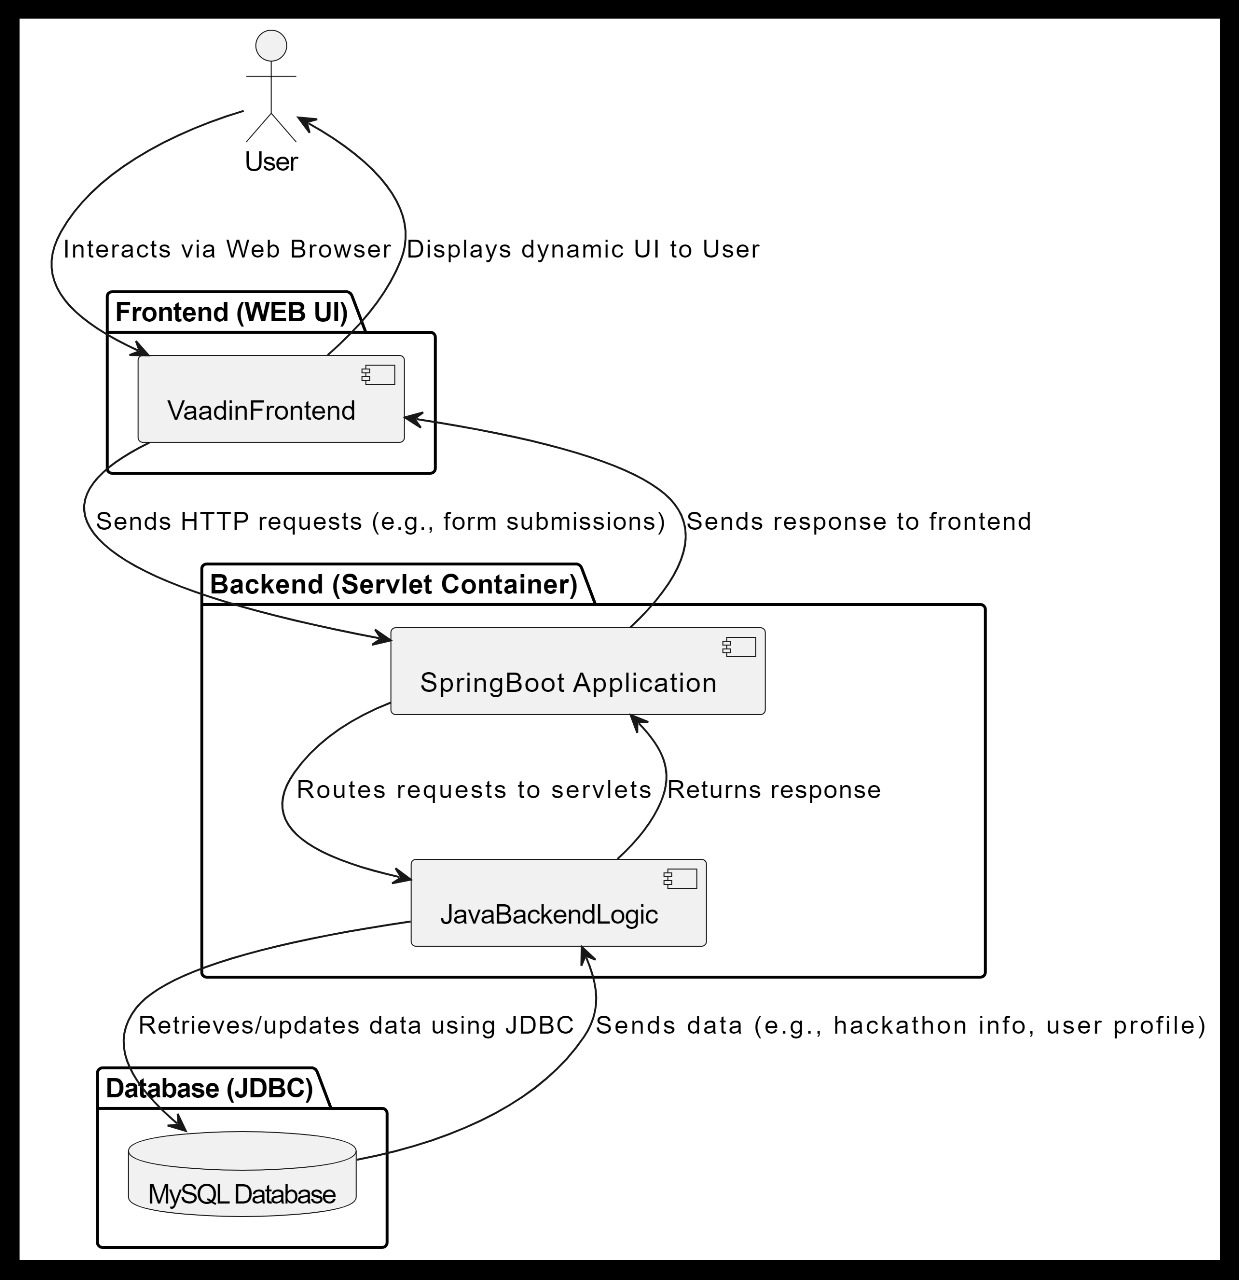 User
Interacts via Web Browser
Displays dynamic UI to User
Frontend (WEB UI)
VaadinFrontend
Sends HTTP requests (e.g., form submissions)
Sends response to frontend
Backend (Servlet Container)
SpringBoot Application
Routes requests to servlets
Returns response
JavaBackendLogic
Retrieves/updates data using JDBC
Sends data (e.g., hackathon info, user profile)
Database (JDBC)
MySQL Database